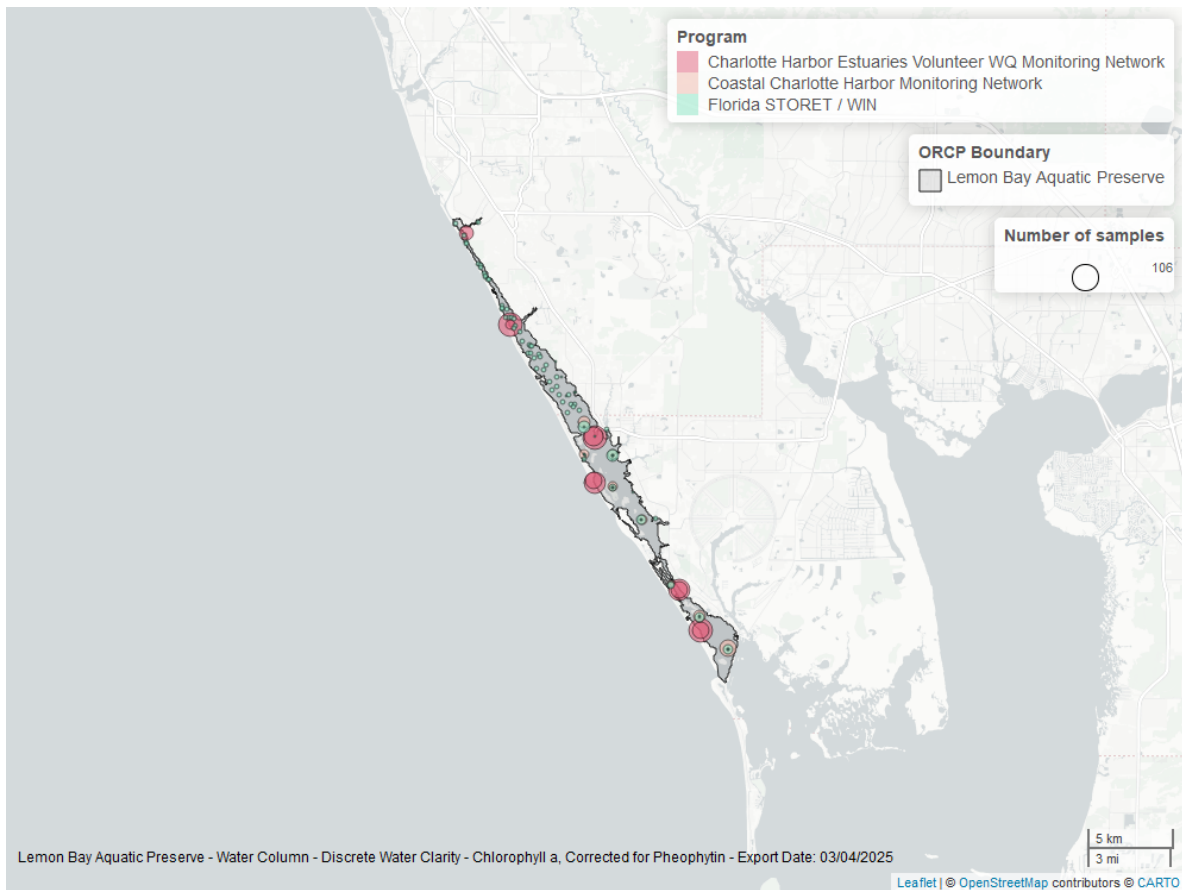 Program
Charlotte Harbor Estuaries Volunteer WQ Monitoring Network
Coastal Charlotte Harbor Monitoring Network
Florida STORET / WIN
ORCP Boundary
Lemon Bay Aquatic Preserve
Number of samples
106
5 km
3 mi
Lemon Bay Aquatic Preserve - Water Column - Discrete Water Clarity - Chlorophyll a, Corrected for Pheophytin - Export Date: 03/04/2025
Leaflet | © OpenStreetMap contributors © CARTO